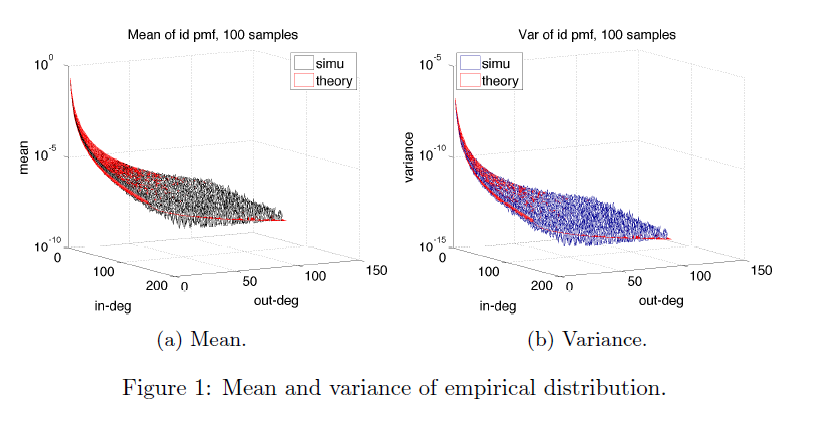 Mean of id pmf, 100 samples
simu
theory
10^0
10^-5
10^-10
mean
0
100
200
in-deg
0
50
100
150
out-deg
(a) Mean.
Var of id pmf, 100 samples
simu
theory
10^-5
10^-10
10^-15
variance
0
100
200
in-deg
0
50
100
150
out-deg
(b) Variance.
Figure 1: Mean and variance of empirical distribution.